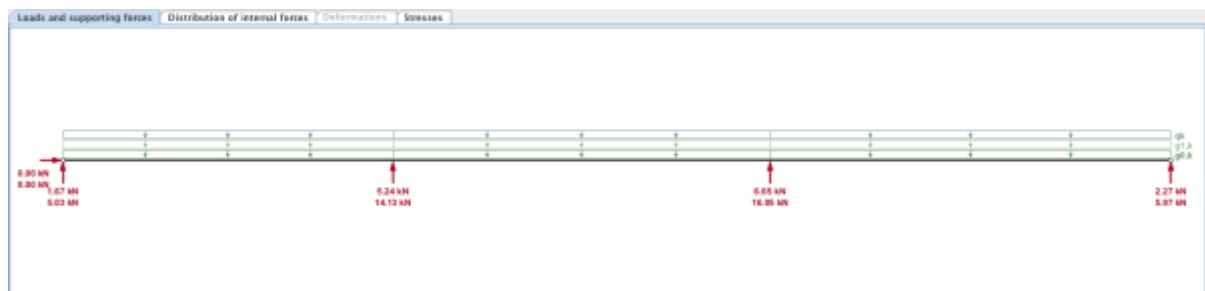 Loads and supporting forces Distribution of internal forces Deformations Stresses
qk
g1,k
g0,k
0.00 kN
0.00 kN
1.67 kN 5.24 kN 6.65 kN 2.27 kN
5.03 kN 14.13 kN 16.05 kN 5.97 kN